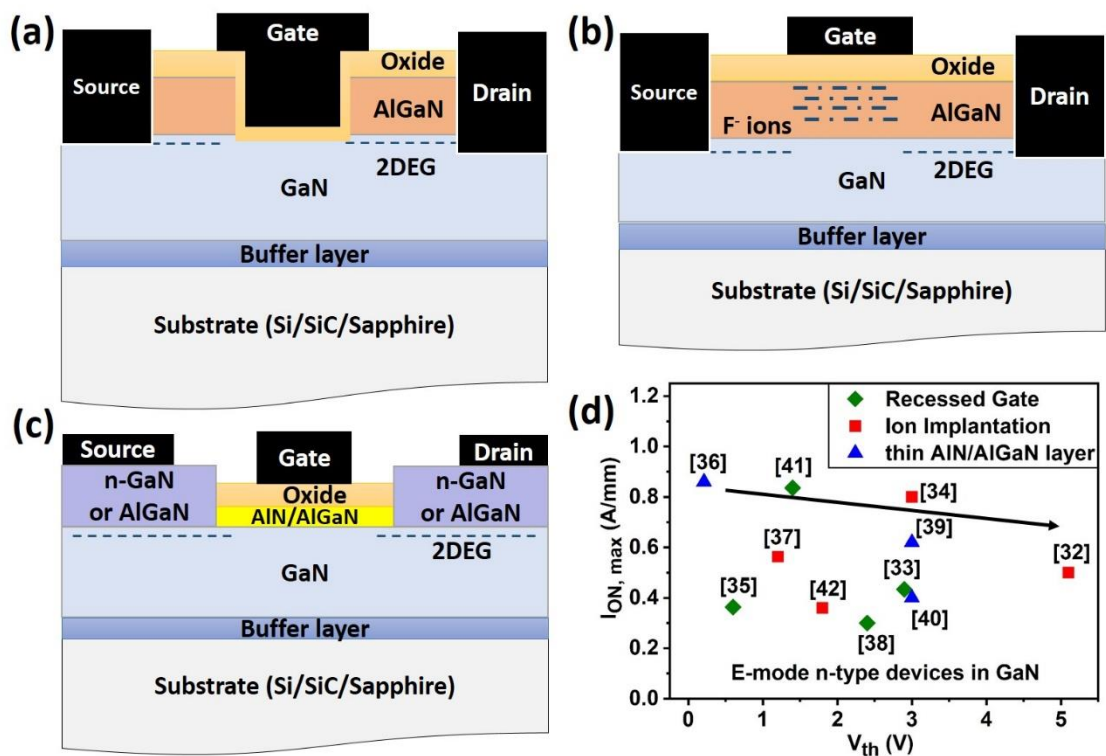 (a)
Gate
Source
Oxide
Drain
AlGaN
2DEG
GaN
Buffer layer
Substrate (Si/SiC/Sapphire)
(b)
Gate
Source
Oxide
Drain
F- ions
AlGaN
2DEG
GaN
Buffer layer
Substrate (Si/SiC/Sapphire)
(c)
Source
Gate
Drain
n-GaN
or AlGaN
Oxide
AlN/AlGaN
n-GaN
or AlGaN
2DEG
GaN
Buffer layer
Substrate (Si/SiC/Sapphire)
(d)
Recessed Gate
Ion Implantation
thin AlN/AlGaN layer
1.2
1.0
0.8
0.6
0.4
0.2
0.0
ION, max (A/mm)
[36]
[41]
[34]
[39]
[37]
[32]
[33]
[35]
[42]
[40]
[38]
E-mode n-type devices in GaN
0 1 2 3 4 5
Vth (V)